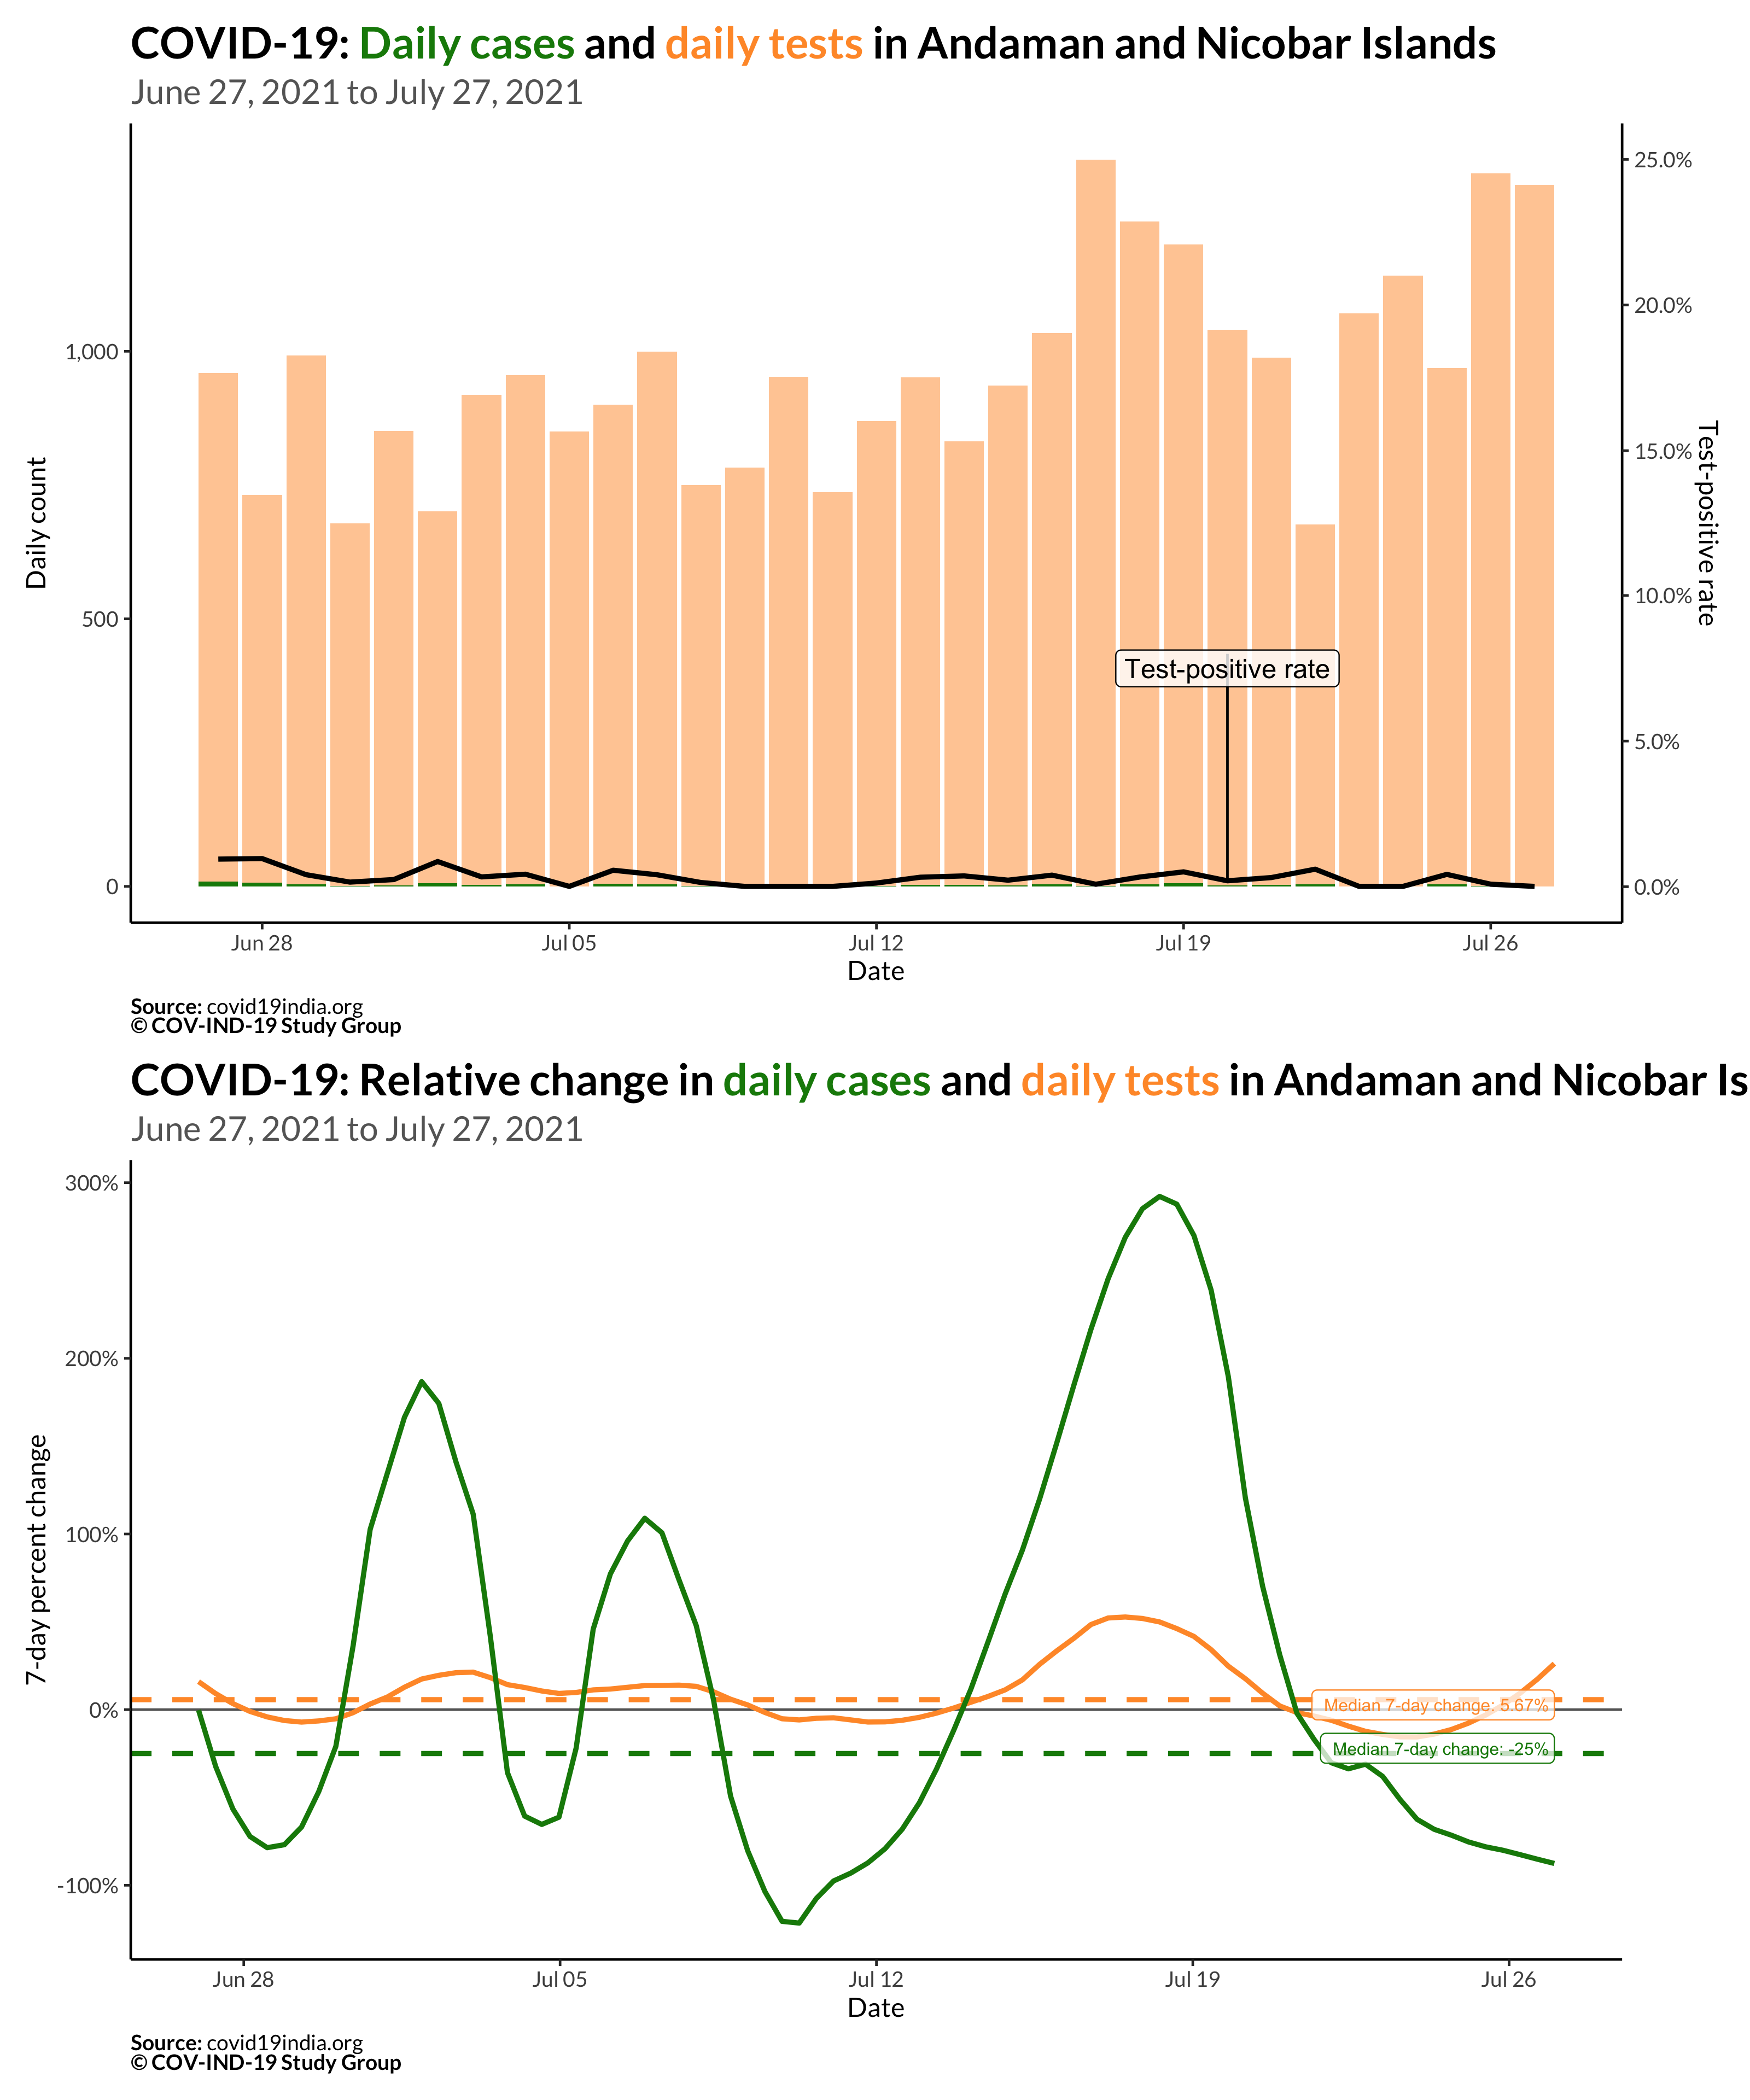 COVID-19: Daily cases and daily tests in Andaman and Nicobar Islands
June 27, 2021 to July 27, 2021
Daily count
1,000
500
0
25.0%
20.0%
15.0%
10.0%
5.0%
0.0%
Test-positive rate
Test-positive rate
Jun 28
Jul 05
Jul 12
Jul 19
Jul 26
Date
Source: covid19india.org
© COV-IND-19 Study Group
COVID-19: Relative change in daily cases and daily tests in Andaman and Nicobar Is
June 27, 2021 to July 27, 2021
7-day percent change
300%
200%
100%
0%
-100%
Median 7-day change: 5.67%
Median 7-day change: -25%
Jun 28
Jul 05
Jul 12
Jul 19
Jul 26
Date
Source: covid19india.org
© COV-IND-19 Study Group